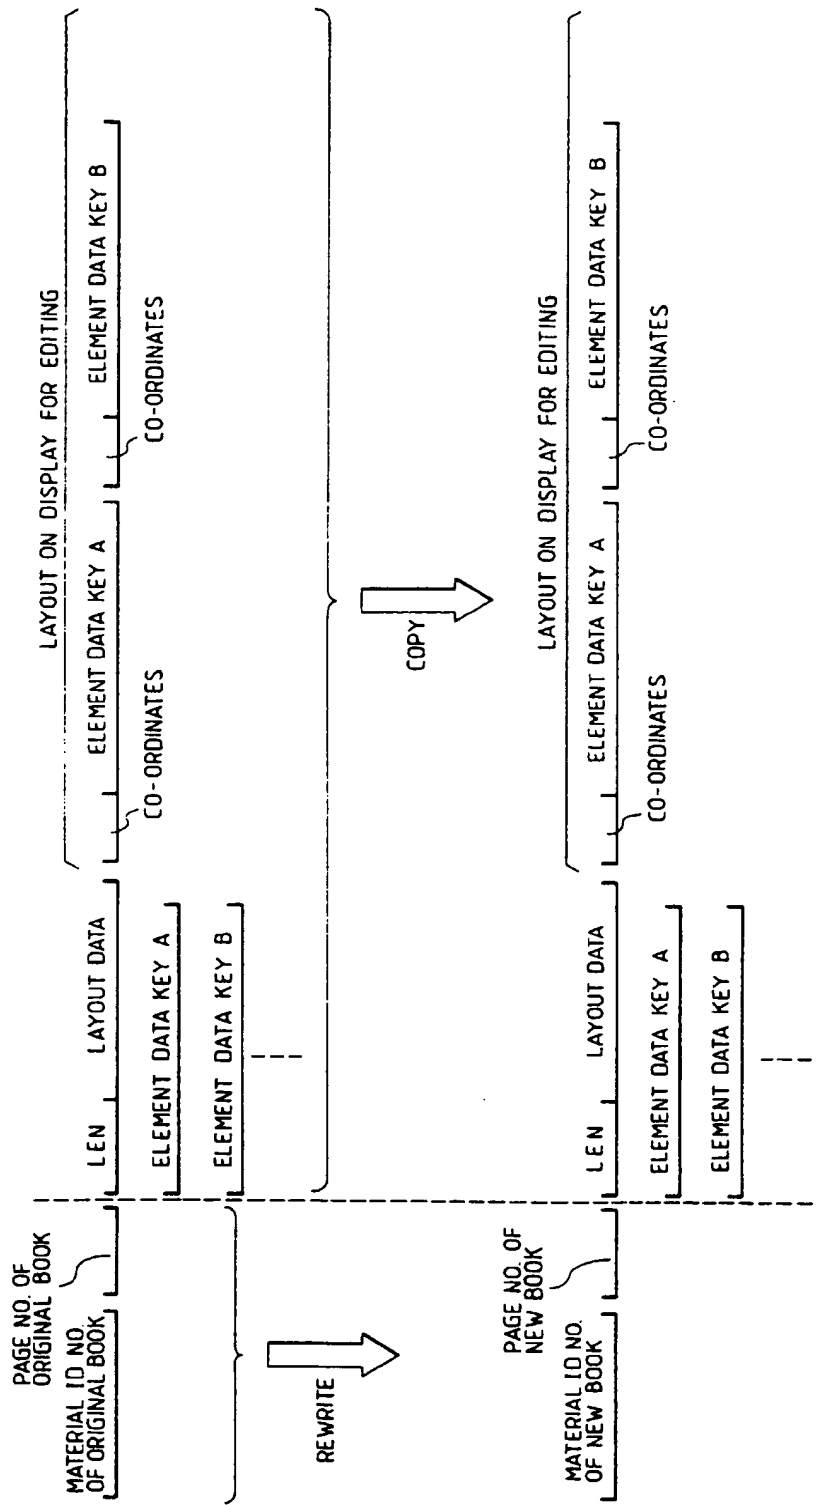 PAGE NO. OF
ORIGINAL BOOK
MATERIAL ID NO.
OF ORIGINAL BOOK
LEN
LAYOUT DATA
ELEMENT DATA KEY A
ELEMENT DATA KEY B
LAYOUT ON DISPLAY FOR EDITING
ELEMENT DATA KEY A
CO-ORDINATES
ELEMENT DATA KEY B
CO-ORDINATES
REWRITE
COPY
PAGE NO. OF
NEW BOOK
MATERIAL ID NO.
OF NEW BOOK
LEN
LAYOUT DATA
ELEMENT DATA KEY A
ELEMENT DATA KEY B
LAYOUT ON DISPLAY FOR EDITING
ELEMENT DATA KEY A
CO-ORDINATES
ELEMENT DATA KEY B
CO-ORDINATES